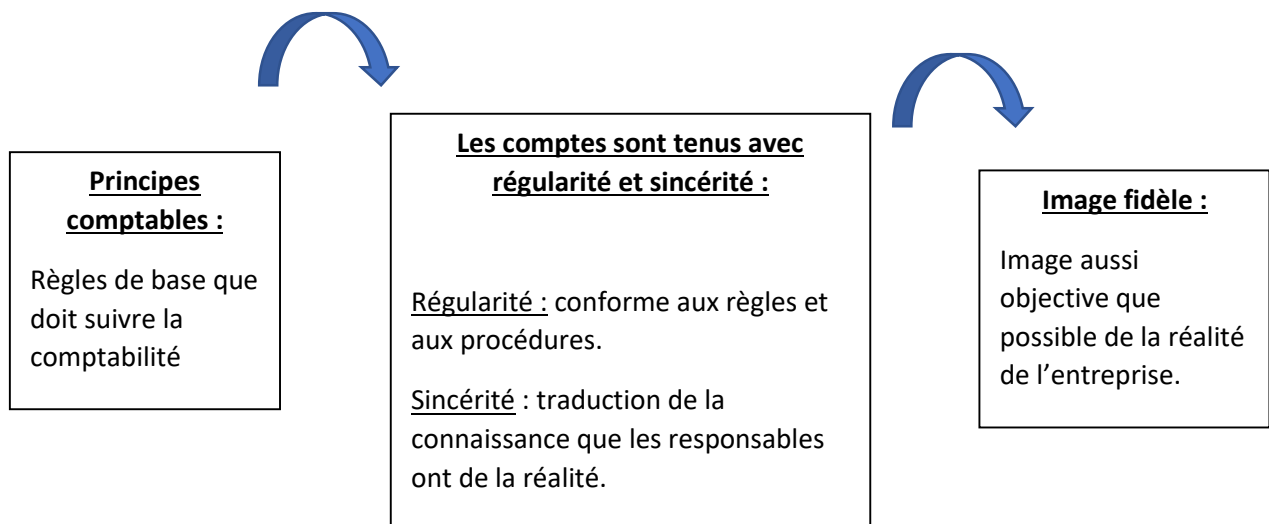 Principes
comptables :
Règles de base que
doit suivre la
comptabilité
Les comptes sont tenus avec
régularité et sincérité :
Régularité : conforme aux règles et
aux procédures.
Sincérité : traduction de la
connaissance que les responsables
ont de la réalité.
Image fidèle :
Image aussi
objective que
possible de la réalité
de l’entreprise.